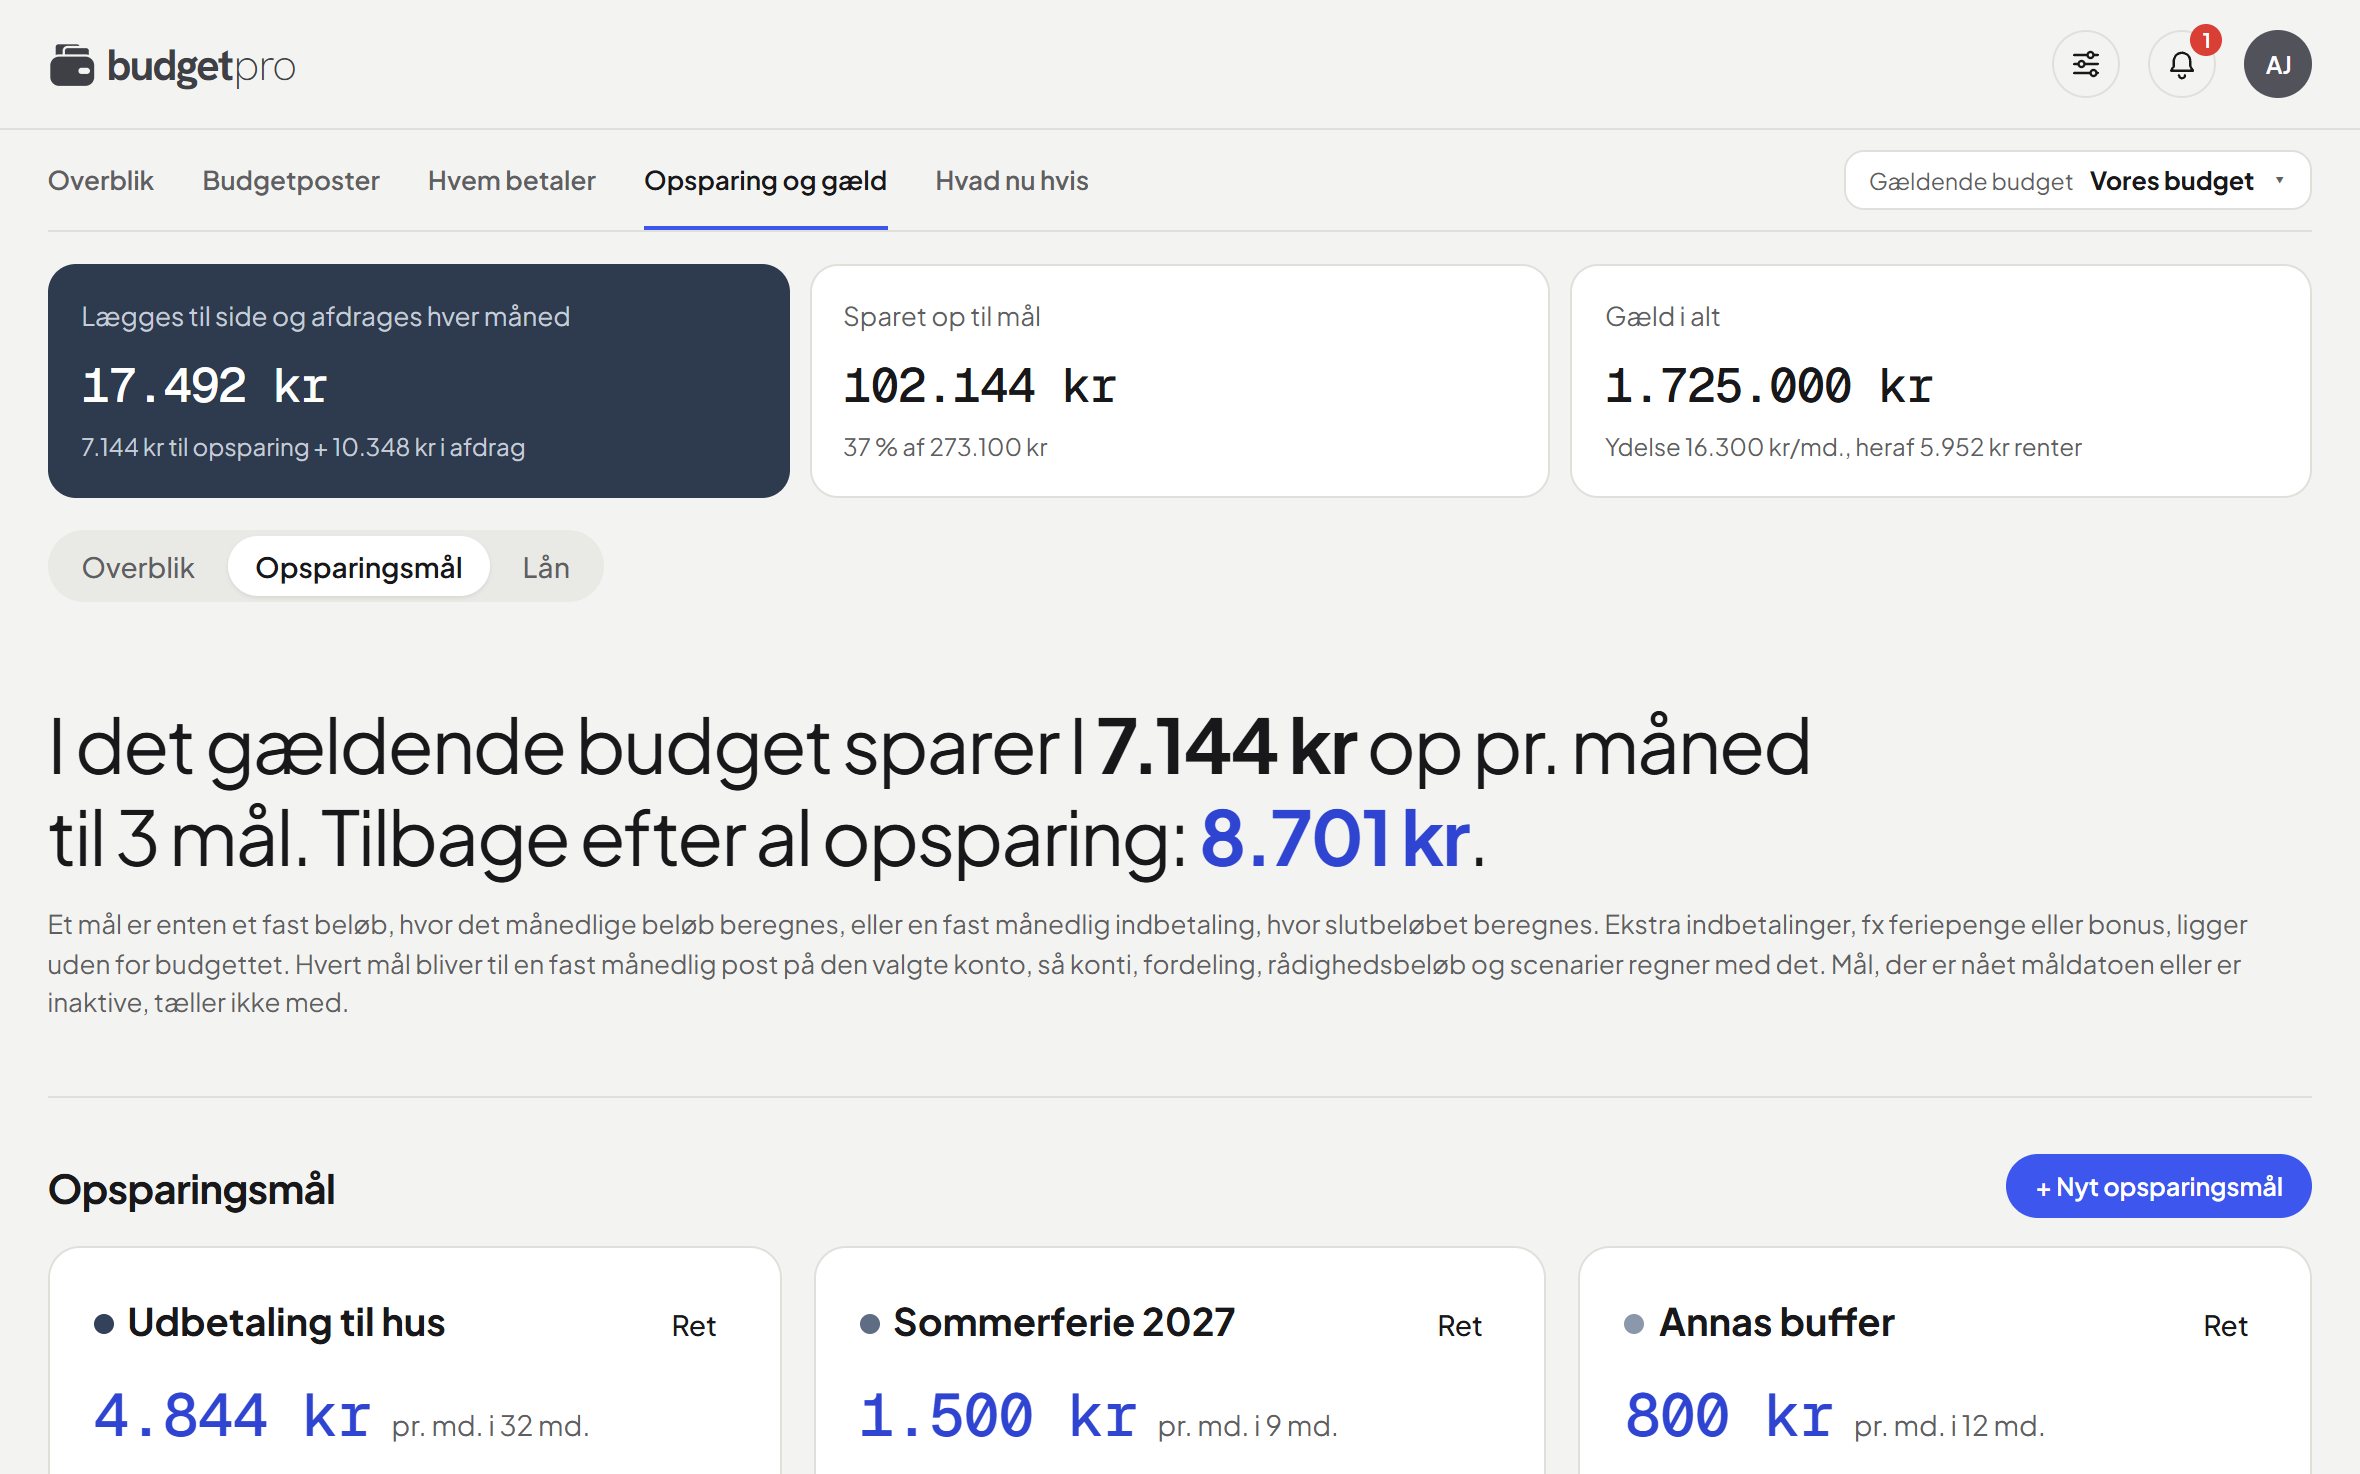 budgetpro
1
AJ
Overblik Budgetposter Hvem betaler Opsparing og gæld Hvad nu hvis Gældende budget Vores budget
Lægges til side og afdrages hver måned
17.492 kr
7.144 kr til opsparing + 10.348 kr i afdrag
Sparet op til mål
102.144 kr
37 % af 273.100 kr
Gæld i alt
1.725.000 kr
Ydelse 16.300 kr/md., heraf 5.952 kr renter
Overblik Opsparingsmål Lån
I det gældende budget sparer I 7.144 kr op pr. måned
til 3 mål. Tilbage efter al opsparing: 8.701 kr.
Et mål er enten et fast beløb, hvor det månedlige beløb beregnes, eller en fast månedlig indbetaling, hvor slutbeløbet beregnes. Ekstra indbetalinger, fx feriepenge eller bonus, ligger
uden for budgettet. Hvert mål bliver til en fast månedlig post på den valgte konto, så konti, fordeling, rådighedsbeløb og scenarier regner med det. Mål, der er nået måldatoen eller er
inaktive, tæller ikke med.
Opsparingsmål
+ Nyt opsparingsmål
Udbetaling til hus Ret
4.844 kr pr. md. i 32 md.
Sommerferie 2027 Ret
1.500 kr pr. md. i 9 md.
Annas buffer Ret
800 kr pr. md. i 12 md.